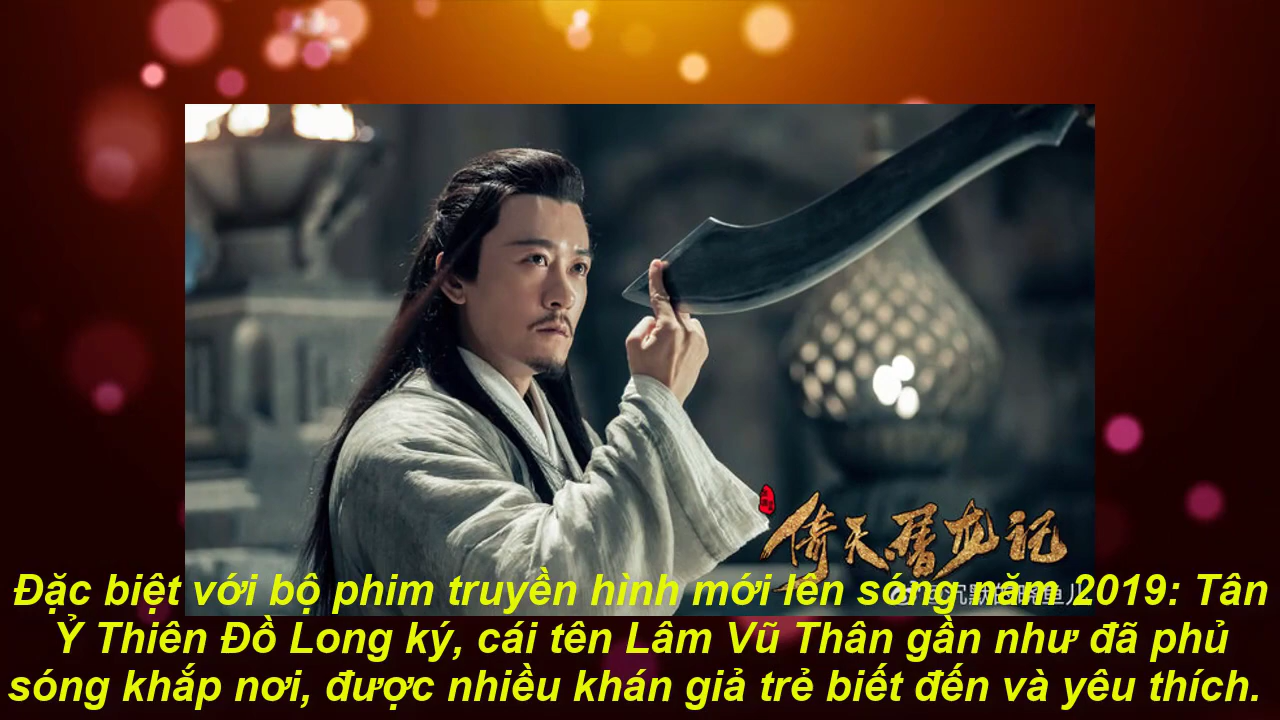 倚天屠龙记
Đặc biệt với bộ phim truyền hình mới lên sóng năm 2019: Tân
Ỷ Thiên Đồ Long ký, cái tên Lâm Vũ Thân gần như đã phủ
sóng khắp nơi, được nhiều khán giả trẻ biết đến và yêu thích.